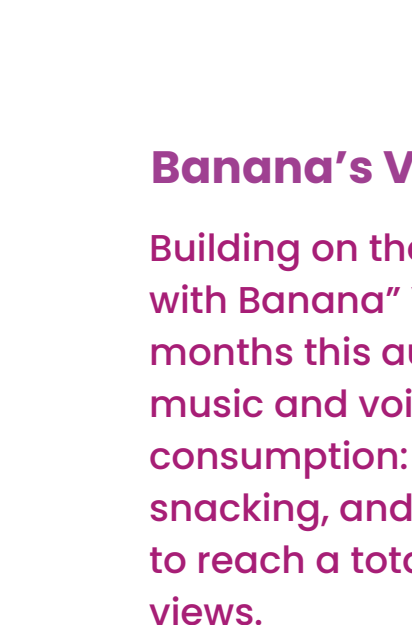 Banana’s V
Building on the
with Banana”
months this au
music and voi
consumption:
snacking, and
to reach a tota
views.